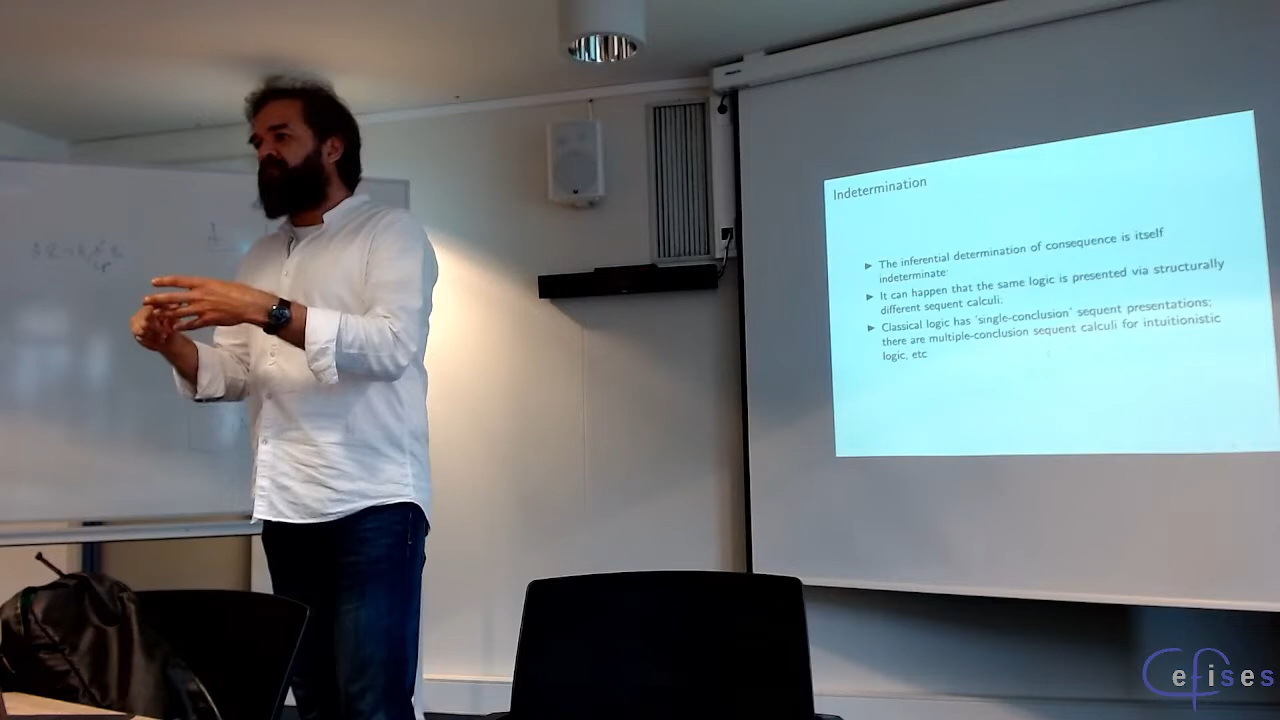 Indetermination
► The inferential determination of consequence is itself
indeterminate:
► It can happen that the same logic is presented via structurally
different sequent calculi;
► Classical logic has 'single-conclusion' sequent presentations;
there are multiple-conclusion sequent calculi for intuitionistic
logic, etc
Cefises